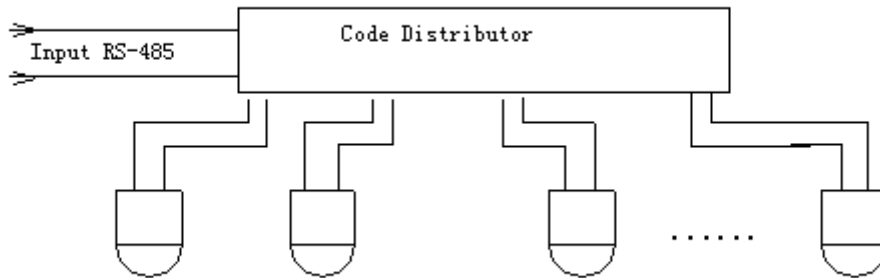 Code Distributor
Input RS-485
......